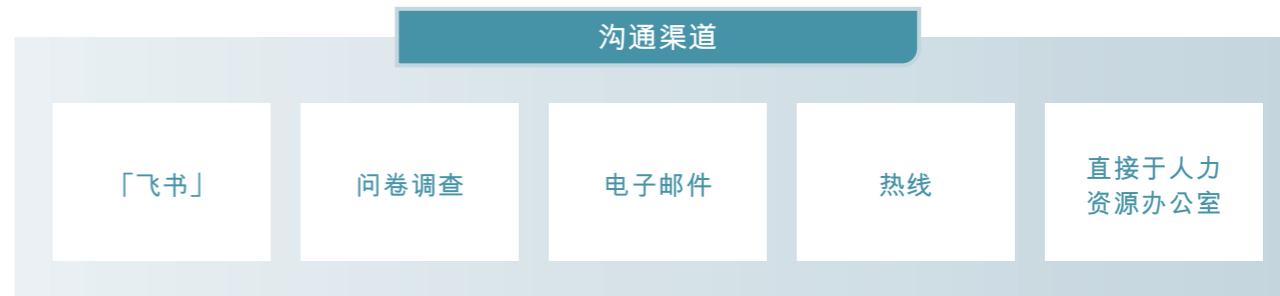 沟通渠道
「飞书」
问卷调查
电子邮件
热线
直接于人力
资源办公室